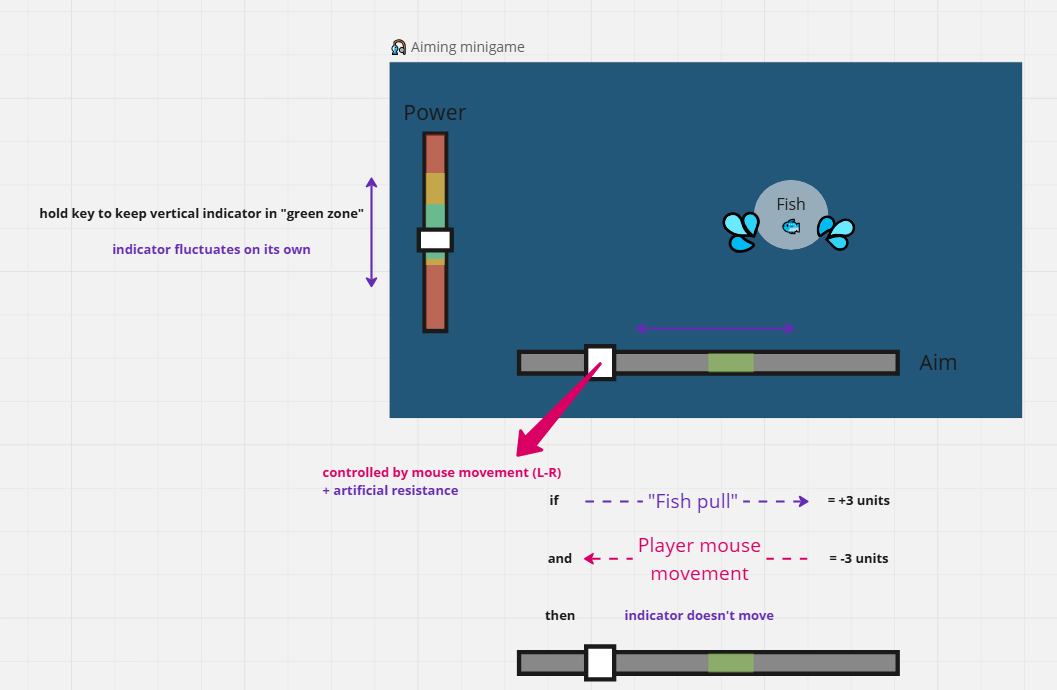 Aiming minigame
Power
hold key to keep vertical indicator in "green zone"
indicator fluctuates on its own
Fish
Aim
controlled by mouse movement (L-R)
+ artificial resistance
if "Fish pull" = +3 units
and Player mouse movement = -3 units
then indicator doesn't move